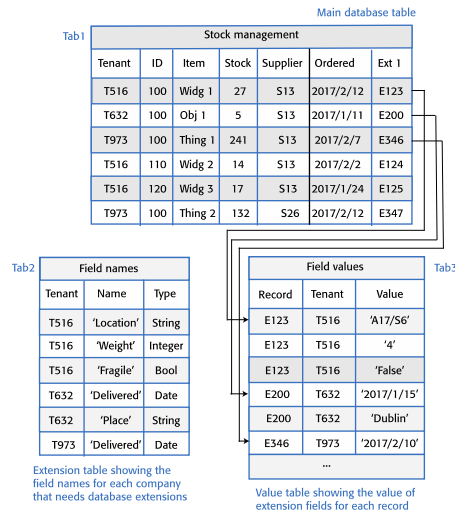 Main database table
Tab1
Stock management
Tenant ID Item Stock Supplier Ordered Ext 1
T516 100 Widg 1 27 S13 2017/2/12 E123
T632 100 Obj 1 5 S13 2017/1/11 E200
T973 100 Thing 1 241 S13 2017/2/7 E346
T516 110 Widg 2 14 S13 2017/2/2 E124
T516 120 Widg 3 17 S13 2017/1/24 E125
T973 100 Thing 2 132 S26 2017/2/12 E347
Tab2
Field names
Tenant Name Type
T516 ‘Location’ String
T516 ‘Weight’ Integer
T516 ‘Fragile’ Bool
T632 ‘Delivered’ Date
T632 ‘Place’ String
T973 ‘Delivered’ Date
Extension table showing the
field names for each company
that needs database extensions
Tab3
Field values
Record Tenant Value
E123 T516 ‘A17/S6’
E123 T516 ‘4’
E123 T516 ‘False’
E200 T632 ‘2017/1/15’
E200 T632 ‘Dublin’
E346 T973 ‘2017/2/10’
...
Value table showing the value of
extension fields for each record